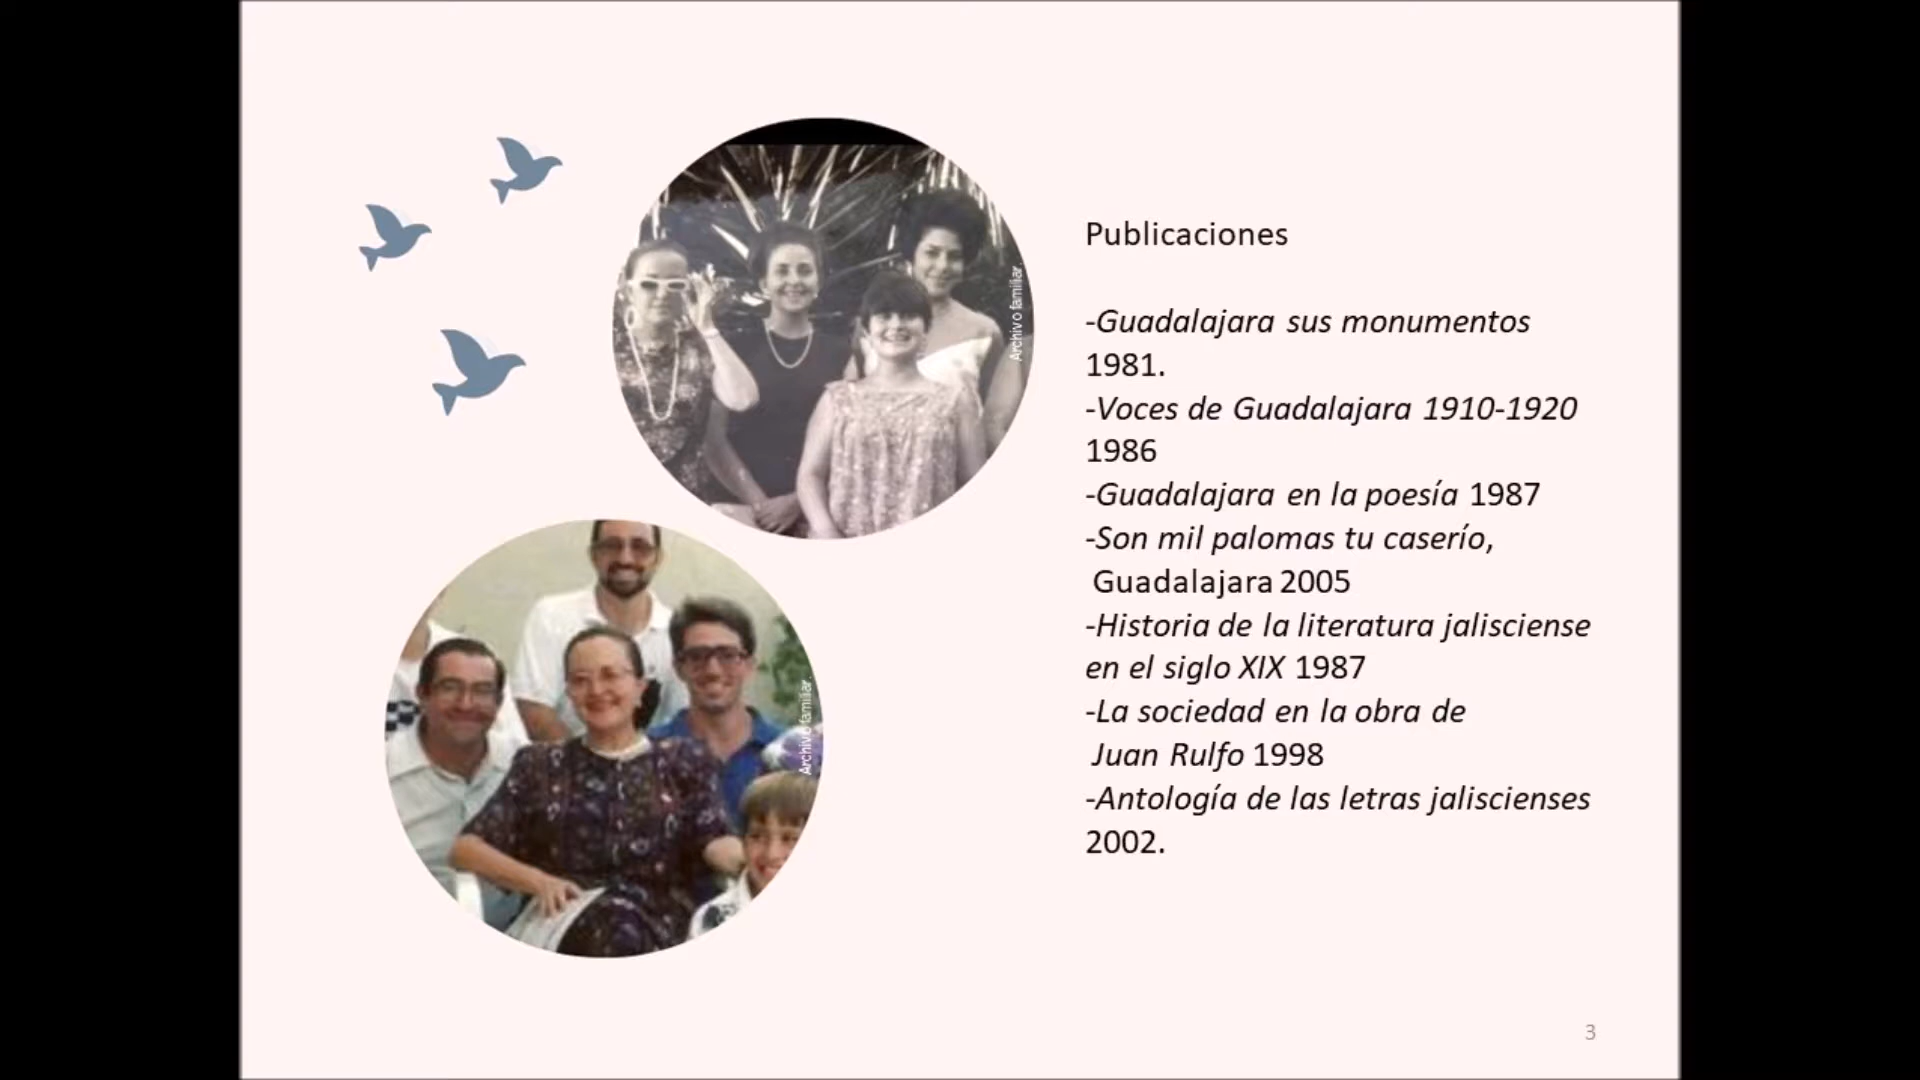 Archivo familiar.
Archivo familiar.
Publicaciones
-Guadalajara sus monumentos
1981.
-Voces de Guadalajara 1910-1920
1986
-Guadalajara en la poesía 1987
-Son mil palomas tu caserío,
Guadalajara 2005
-Historia de la literatura jalisciense
en el siglo XIX 1987
-La sociedad en la obra de
Juan Rulfo 1998
-Antología de las letras jaliscienses
2002.
3